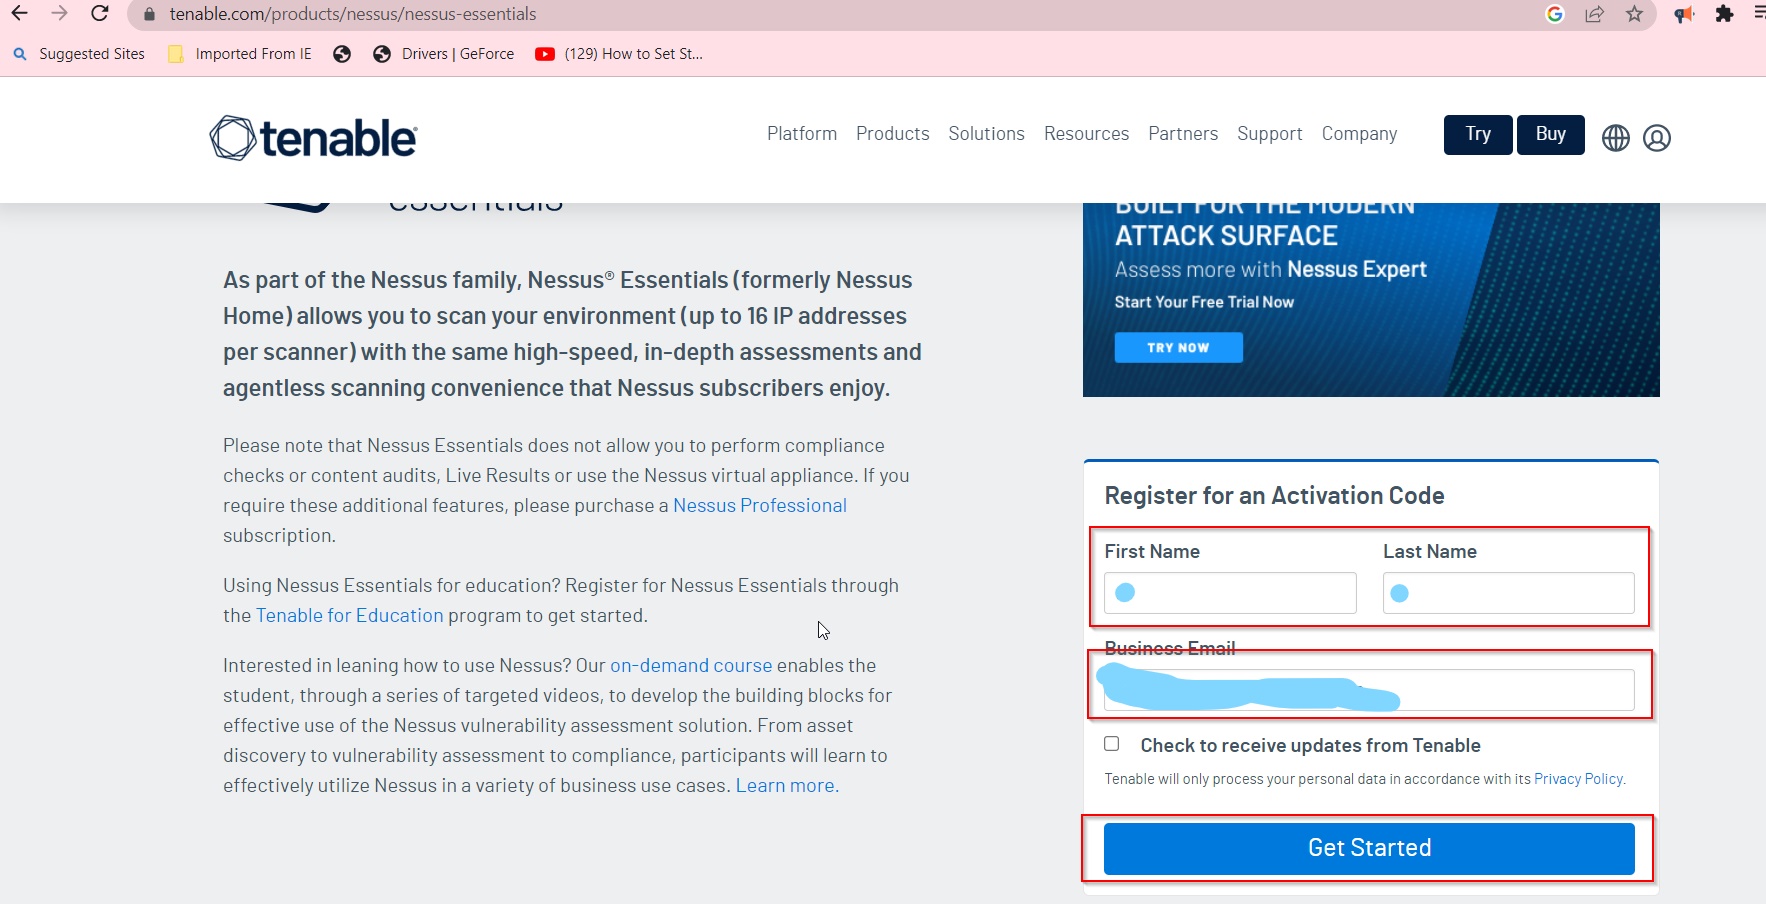 tenable.com/products/nessus/nessus-essentials
Suggested Sites Imported From IE Drivers | GeForce (129) How to Set St...
tenable
Platform Products Solutions Resources Partners Support Company Try Buy
essentials
As part of the Nessus family, Nessus® Essentials (formerly Nessus
Home) allows you to scan your environment (up to 16 IP addresses
per scanner) with the same high-speed, in-depth assessments and
agentless scanning convenience that Nessus subscribers enjoy.
Please note that Nessus Essentials does not allow you to perform compliance
checks or content audits, Live Results or use the Nessus virtual appliance. If you
require these additional features, please purchase a Nessus Professional
subscription.
Using Nessus Essentials for education? Register for Nessus Essentials through
the Tenable for Education program to get started.
Interested in leaning how to use Nessus? Our on-demand course enables the
student, through a series of targeted videos, to develop the building blocks for
effective use of the Nessus vulnerability assessment solution. From asset
discovery to vulnerability assessment to compliance, participants will learn to
effectively utilize Nessus in a variety of business use cases. Learn more.
BUILT FOR THE MODERN
ATTACK SURFACE
Assess more with Nessus Expert
Start Your Free Trial Now
TRY NOW
Register for an Activation Code
First Name Last Name
Business Email
Check to receive updates from Tenable
Tenable will only process your personal data in accordance with its Privacy Policy.
Get Started